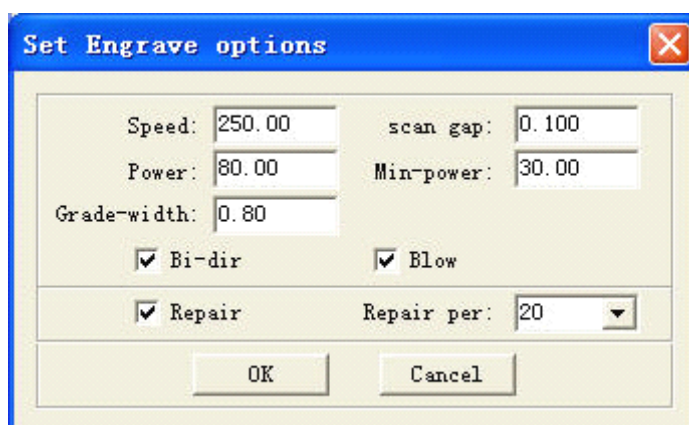 Set Engrave options
Speed: 250.00 scan gap: 0.100
Power: 80.00 Min-power: 30.00
Grade-width: 0.80
Bi-dir Blow
Repair Repair per: 20
OK Cancel